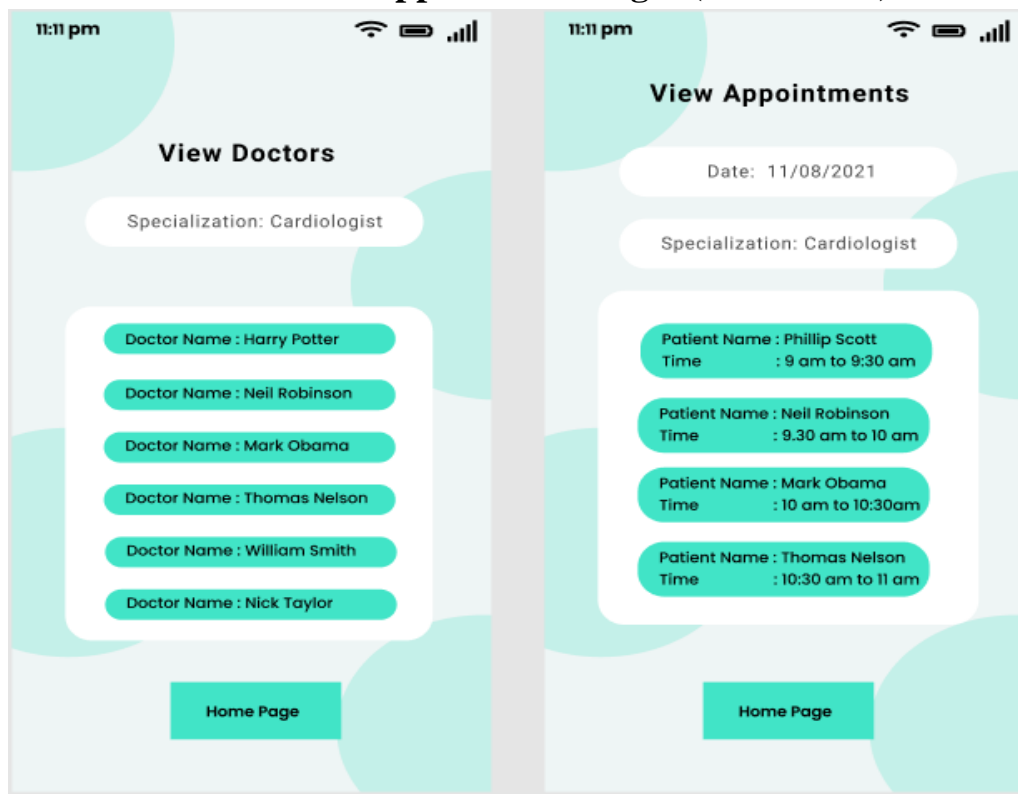 11:11 pm
View Doctors
Specialization: Cardiologist
Doctor Name : Harry Potter
Doctor Name : Neil Robinson
Doctor Name : Mark Obama
Doctor Name : Thomas Nelson
Doctor Name : William Smith
Doctor Name : Nick Taylor
Home Page
11:11 pm
View Appointments
Date: 11/08/2021
Specialization: Cardiologist
Patient Name : Phillip Scott
Time : 9 am to 9:30 am
Patient Name : Neil Robinson
Time : 9.30 am to 10 am
Patient Name : Mark Obama
Time : 10 am to 10:30am
Patient Name : Thomas Nelson
Time : 10:30 am to 11 am
Home Page